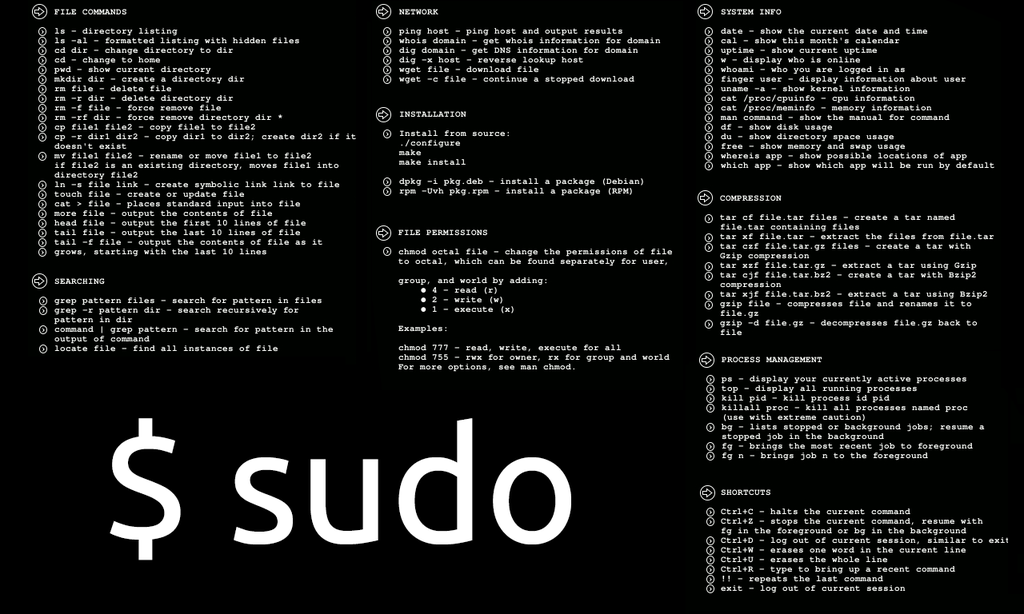 FILE COMMANDS
ls - directory listing
ls -al - formatted listing with hidden files
cd dir - change directory to dir
cd - change to home
pwd - show current directory
mkdir dir - create a directory dir
rm file - delete file
rm -r dir - delete directory dir
rm -f file - force remove file
rm -rf dir - force remove directory dir *
cp file1 file2 - copy file1 to file2
cp -r dir1 dir2 - copy dir1 to dir2; create dir2 if it
doesn't exist
mv file1 file2 - rename or move file1 to file2
if file2 is an existing directory, moves file1 into
directory file2
ln -s file link - create symbolic link link to file
touch file - create or update file
cat > file - places standard input into file
more file - output the contents of file
head file - output the first 10 lines of file
tail file - output the last 10 lines of file
tail -f file - output the contents of file as it
grows, starting with the last 10 lines
SEARCHING
grep pattern files - search for pattern in files
grep -r pattern dir - search recursively for
pattern in dir
command | grep pattern - search for pattern in the
output of command
locate file - find all instances of file
$ sudo
NETWORK
ping host - ping host and output results
whois domain - get whois information for domain
dig domain - get DNS information for domain
dig -x host - reverse lookup host
wget file - download file
wget -c file - continue a stopped download
INSTALLATION
Install from source:
./configure
make
make install
dpkg -i pkg.deb - install a package (Debian)
rpm -Uvh pkg.rpm - install a package (RPM)
FILE PERMISSIONS
chmod octal file - change the permissions of file
to octal, which can be found separately for user,
group, and world by adding:
● 4 - read (r)
● 2 - write (w)
● 1 - execute (x)
Examples:
chmod 777 - read, write, execute for all
chmod 755 - rwx for owner, rx for group and world
For more options, see man chmod.
SYSTEM INFO
date - show the current date and time
cal - show this month's calendar
uptime - show current uptime
w - display who is online
whoami - who you are logged in as
finger user - display information about user
uname -a - show kernel information
cat /proc/cpuinfo - cpu information
cat /proc/meminfo - memory information
man command - show the manual for command
df - show disk usage
du - show directory space usage
free - show memory and swap usage
whereis app - show possible locations of app
which app - show which app will be run by default
COMPRESSION
tar cf file.tar files - create a tar named
file.tar containing files
tar xf file.tar - extract the files from file.tar
tar czf file.tar.gz files - create a tar with
Gzip compression
tar xzf file.tar.gz - extract a tar using Gzip
tar cjf file.tar.bz2 - create a tar with Bzip2
compression
tar xjf file.tar.bz2 - extract a tar using Bzip2
gzip file - compresses file and renames it to
file.gz
gzip -d file.gz - decompresses file.gz back to
file
PROCESS MANAGEMENT
ps - display your currently active processes
top - display all running processes
kill pid - kill process id pid
killall proc - kill all processes named proc
(use with extreme caution)
bg - lists stopped or background jobs; resume a
stopped job in the background
fg - brings the most recent job to foreground
fg n - brings job n to the foreground
SHORTCUTS
Ctrl+C - halts the current command
Ctrl+Z - stops the current command, resume with
fg in the foreground or bg in the background
Ctrl+D - log out of current session, similar to exit
Ctrl+W - erases one word in the current line
Ctrl+U - erases the whole line
Ctrl+R - type to bring up a recent command
!! - repeats the last command
exit - log out of current session